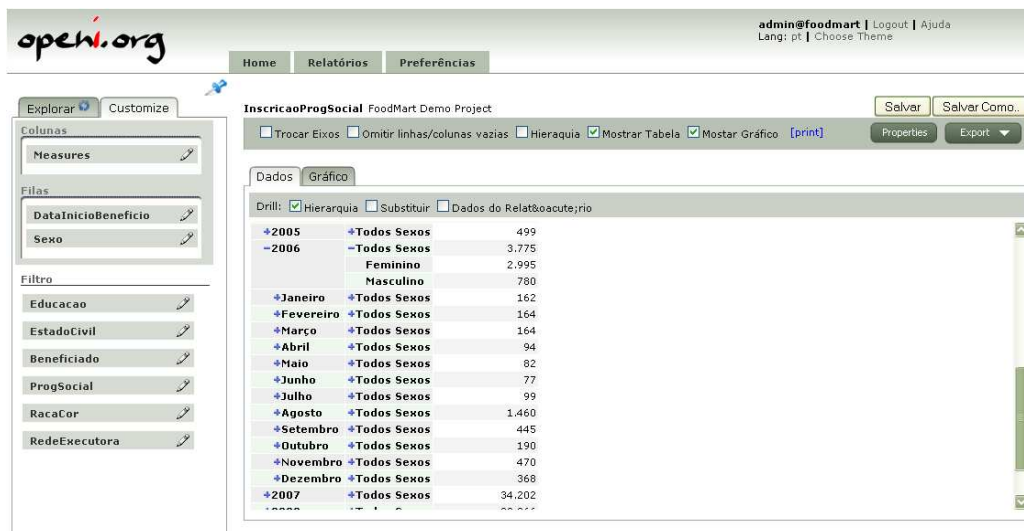 openi.org
admin@foodmart | Logout | Ajuda
Lang: pt | Choose Theme
Home Relatórios Preferências
Explorar Customize
Colunas
Measures
Filas
DataInicioBeneficio
Sexo
Filtro
Educacao
EstadoCivil
Beneficiado
ProgSocial
RacaCor
RedeExecutora
InscricaoProgSocial FoodMart Demo Project
Salvar Salvar Como..
Trocar Eixos Omitir linhas/colunas vazias Hieraquia Mostrar Tabela Mostar Gráfico [print]
Properties Export
Dados Gráfico
Drill: Hierarquia Substituir Dados do Relat&oacute;rio
+2005 +Todos Sexos 499
-2006 -Todos Sexos 3.775
Feminino 2.995
Masculino 780
+Janeiro +Todos Sexos 162
+Fevereiro +Todos Sexos 164
+Março +Todos Sexos 164
+Abril +Todos Sexos 94
+Maio +Todos Sexos 82
+Junho +Todos Sexos 77
+Julho +Todos Sexos 99
+Agosto +Todos Sexos 1.460
+Setembro +Todos Sexos 445
+Outubro +Todos Sexos 190
+Novembro +Todos Sexos 470
+Dezembro +Todos Sexos 368
+2007 +Todos Sexos 34.202